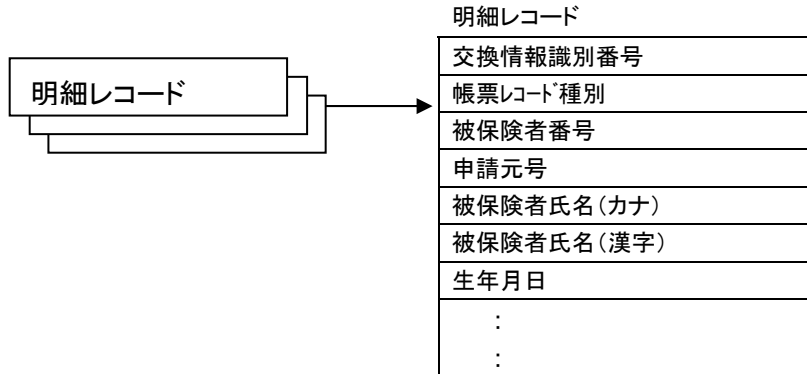 明細レコード
明細レコード
交換情報識別番号
帳票ﾚｺｰﾄﾞ種別
被保険者番号
申請元号
被保険者氏名（カナ）
被保険者氏名（漢字）
生年月日
：
：